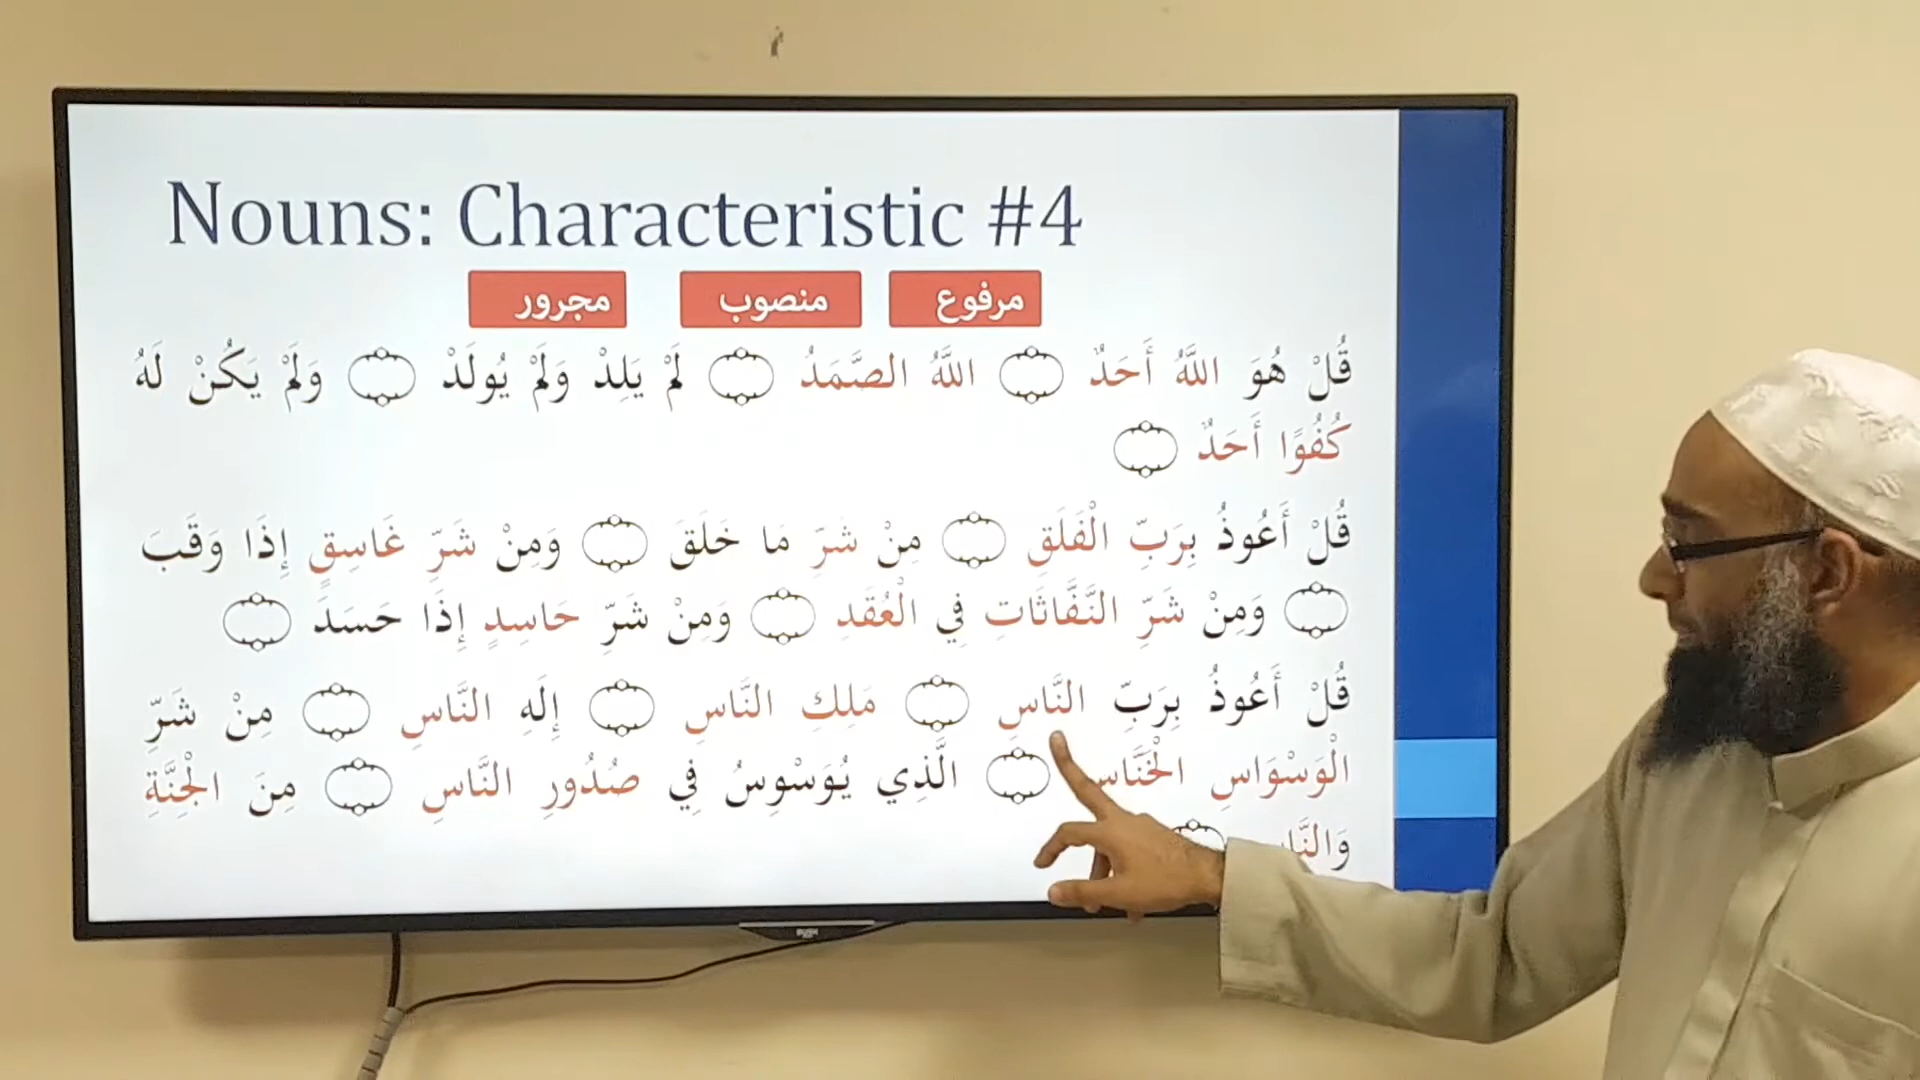 Nouns: Characteristic #4
مرفوع منصوب مجرور
قُلْ هُوَ اللَّهُ أَحَدٌ ۝ اللَّهُ الصَّمَدُ ۝ لَمْ يَلِدْ وَلَمْ يُولَدْ ۝ وَلَمْ يَكُنْ لَهُ
كُفُوًا أَحَدٌ ۝
قُلْ أَعُوذُ بِرَبِّ الْفَلَقِ ۝ مِنْ شَرِّ مَا خَلَقَ ۝ وَمِنْ شَرِّ غَاسِقٍ إِذَا وَقَبَ
۝ وَمِنْ شَرِّ النَّفَّاثَاتِ فِي الْعُقَدِ ۝ وَمِنْ شَرِّ حَاسِدٍ إِذَا حَسَدَ ۝
قُلْ أَعُوذُ بِرَبِّ النَّاسِ ۝ مَلِكِ النَّاسِ ۝ إِلَهِ النَّاسِ ۝ مِنْ شَرِّ
الْوَسْوَاسِ الْخَنَّاسِ ۝ الَّذِي يُوَسْوِسُ فِي صُدُورِ النَّاسِ ۝ مِنَ الْجِنَّةِ